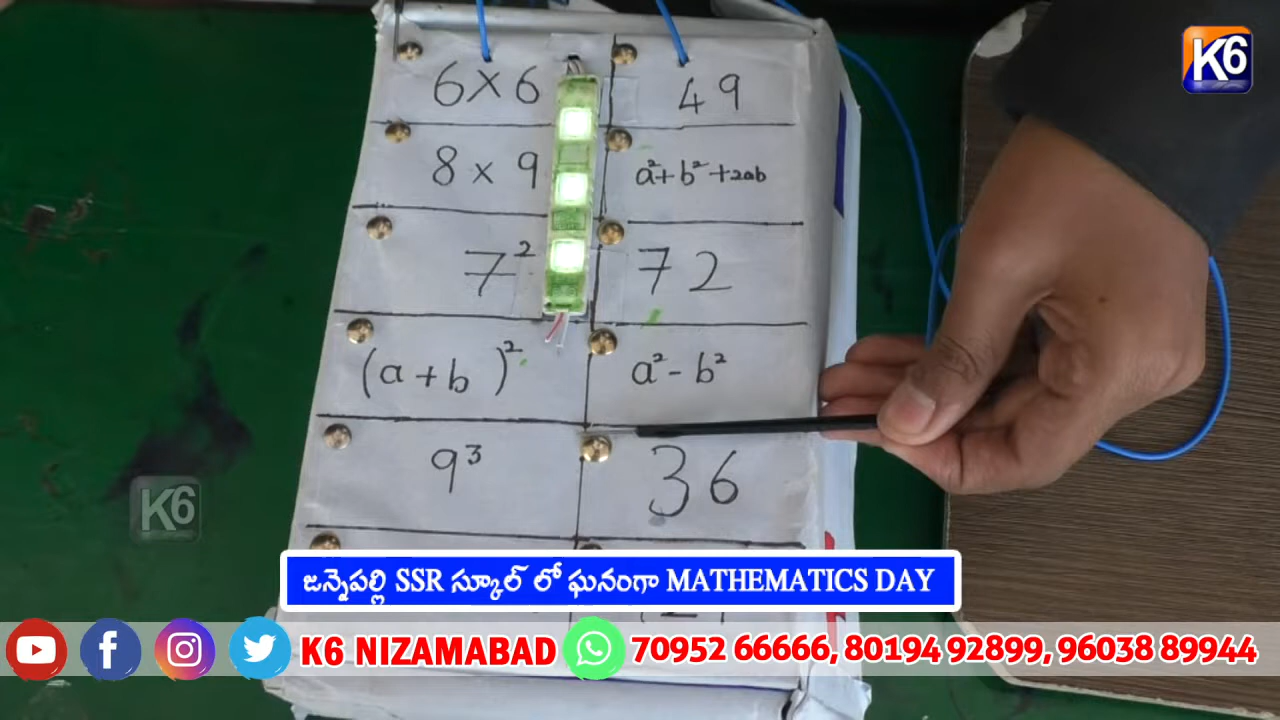 K6
6×6 49
8×9 a²+b²+2ab
7² 72
(a+b)² a²-b²
9³ 36
K6
జన్నెపల్లి SSR స్కూల్ లో ఘనంగా MATHEMATICS DAY
K6 NIZAMABAD 70952 66666, 80194 92899, 96038 89944